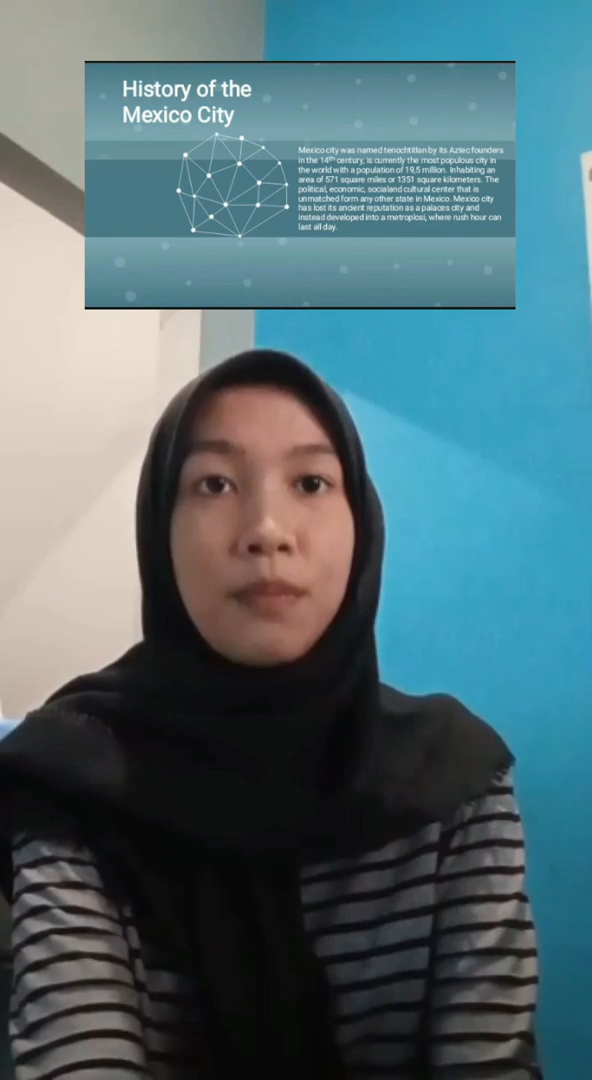 History of the
Mexico City
Mexico city was named tenochtitlan by its Aztec founders
in the 14th century, is currently the most populous city in
the world with a population of 19,5 million. Inhabiting an
area of 571 square miles or 1351 square kilometers. The
political, economic, socialand cultural center that is
unmatched form any other state in Mexico. Mexico city
has lost its ancient reputation as a palaces city and
instead developed into a metroplosi, where rush hour can
last all day.